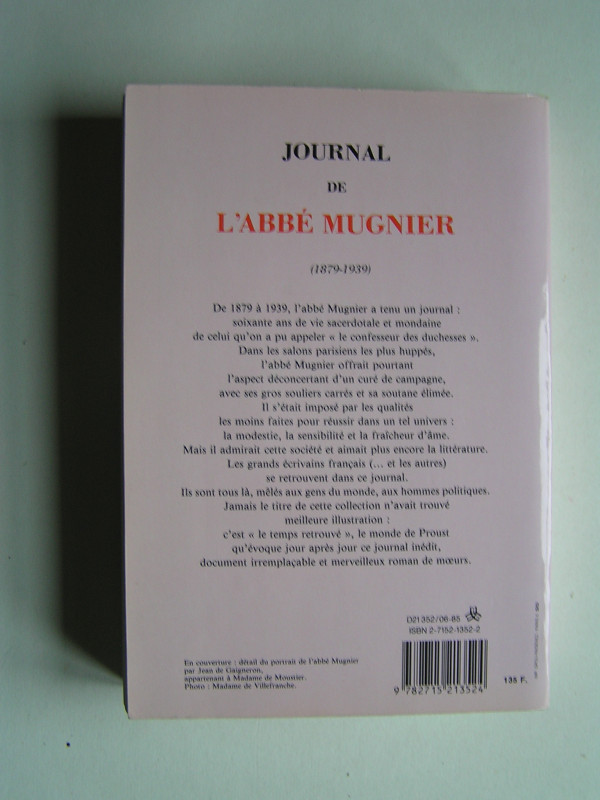 JOURNAL
DE
L'ABBÉ MUGNIER
(1879-1939)
De 1879 à 1939, l'abbé Mugnier a tenu un journal :
soixante ans de vie sacerdotale et mondaine
de celui qu'on a pu appeler « le confesseur des duchesses ».
Dans les salons parisiens les plus huppés,
l'abbé Mugnier offrait pourtant
l'aspect déconcertant d'un curé de campagne,
avec ses gros souliers carrés et sa soutane élimée.
Il s'était imposé par les qualités
les moins faites pour réussir dans un tel univers :
la modestie, la sensibilité et la fraîcheur d'âme.
Mais il admirait cette société et aimait plus encore la littérature.
Les grands écrivains français (... et les autres)
se retrouvent dans ce journal.
Ils sont tous là, mêlés aux gens du monde, aux hommes politiques.
Jamais le titre de cette collection n'avait trouvé
meilleure illustration :
c'est « le temps retrouvé », le monde de Proust
qu'évoque jour après jour ce journal inédit,
document irremplaçable et merveilleux roman de mœurs.
D21352/06-85
ISBN 2-7152-1352-2
En couverture : détail du portrait de l'abbé Mugnier
par Jean de Gaigneron,
appartenant à Madame de Moustier.
Photo : Madame de Villefranche.
9 782715 213524
135 F.